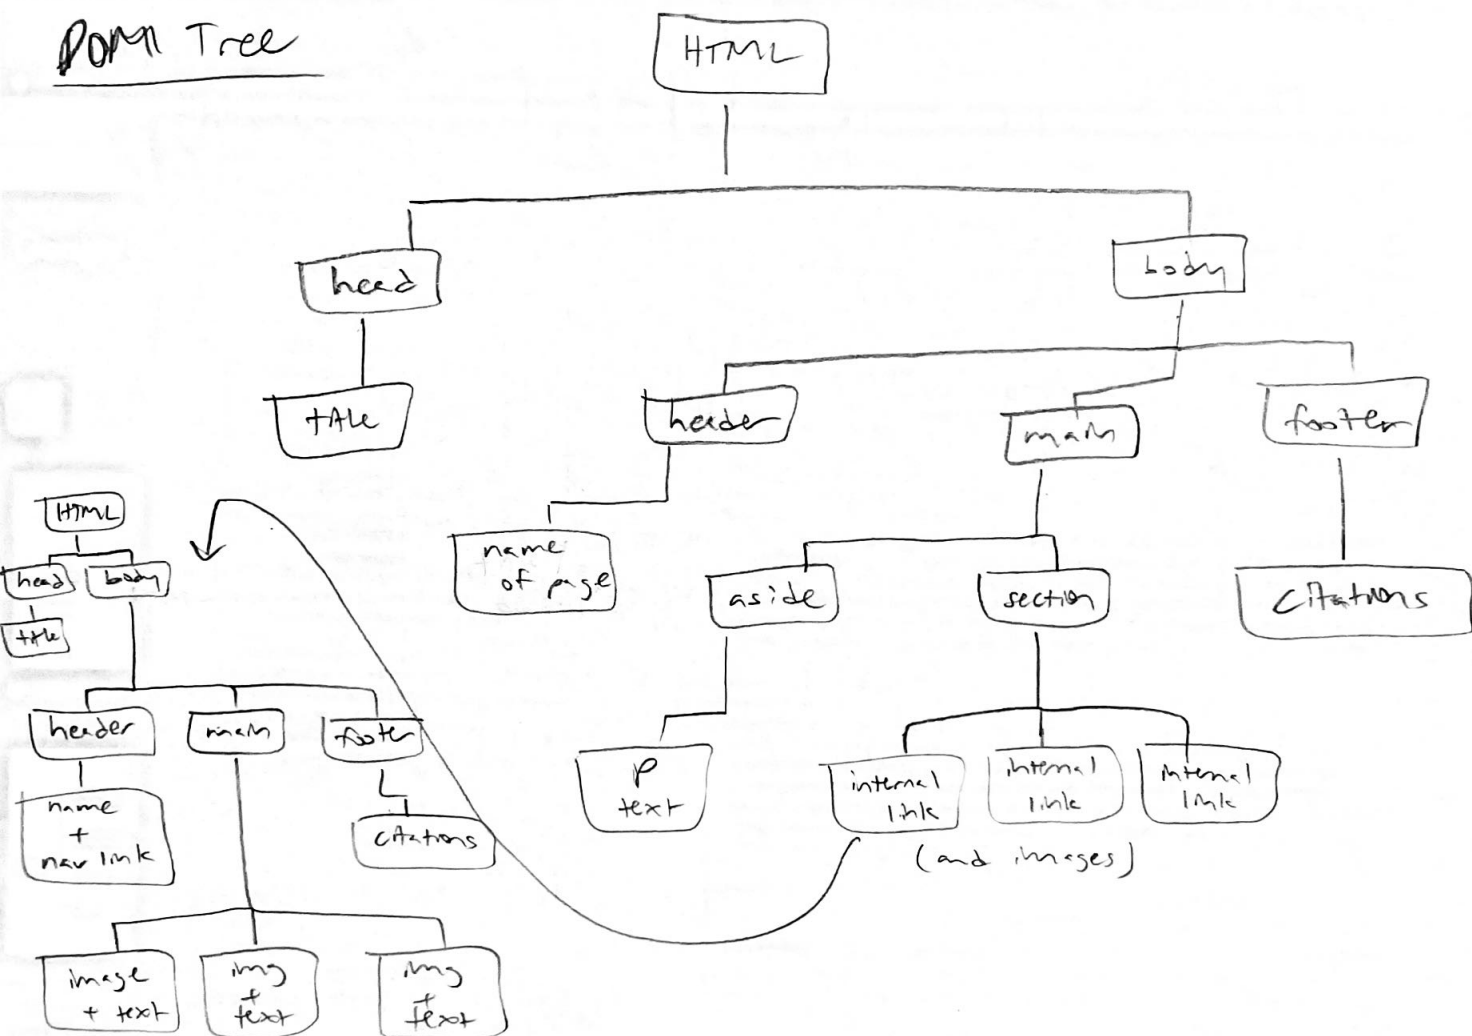 DOM Tree
HTML
head
body
title
header
main
footer
name
of page
aside
section
Citations
P
text
internal
link
internal
link
internal
link
(and images)
HTML
head
body
title
header
main
footer
name
+
nav link
citations
image
+ text
img
+
text
img
+
text